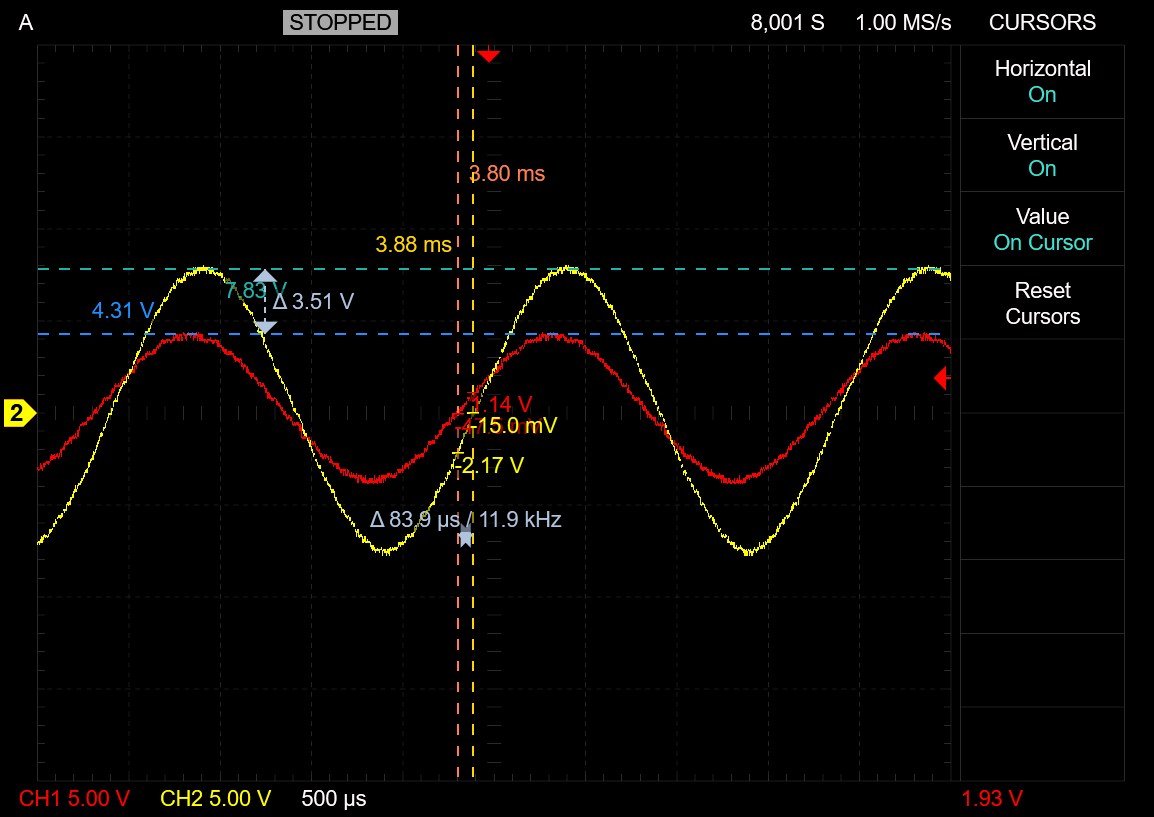 A
STOPPED
8,001 S
1.00 MS/s
CURSORS
Horizontal
On
Vertical
On
Value
On Cursor
Reset
Cursors
3.80 ms
3.88 ms
7.83 V
Δ 3.51 V
4.31 V
2
-15.0 mV
-2.17 V
Δ 83.9 µs / 11.9 kHz
CH1 5.00 V
CH2 5.00 V
500 µs
1.93 V